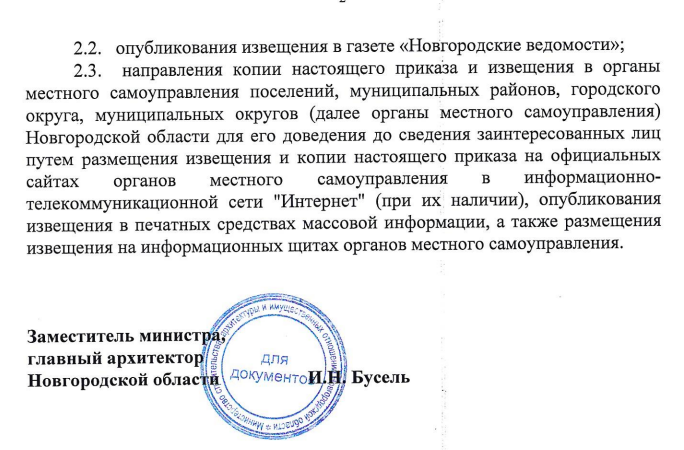 2
2.2. опубликования извещения в газете «Новгородские ведомости»;
2.3. направления копии настоящего приказа и извещения в органы
местного самоуправления поселений, муниципальных районов, городского
округа, муниципальных округов (далее органы местного самоуправления)
Новгородской области для его доведения до сведения заинтересованных лиц
путем размещения извещения и копии настоящего приказа на официальных
сайтах органов местного самоуправления в информационно-
телекоммуникационной сети "Интернет" (при их наличии), опубликования
извещения в печатных средствах массовой информации, а также размещения
извещения на информационных щитах органов местного самоуправления.
Заместитель министра,
главный архитектор
Новгородской области И.Н. Бусель
Министерство строительства, архитектуры и имущественных отношений Новгородской области *
для
документов